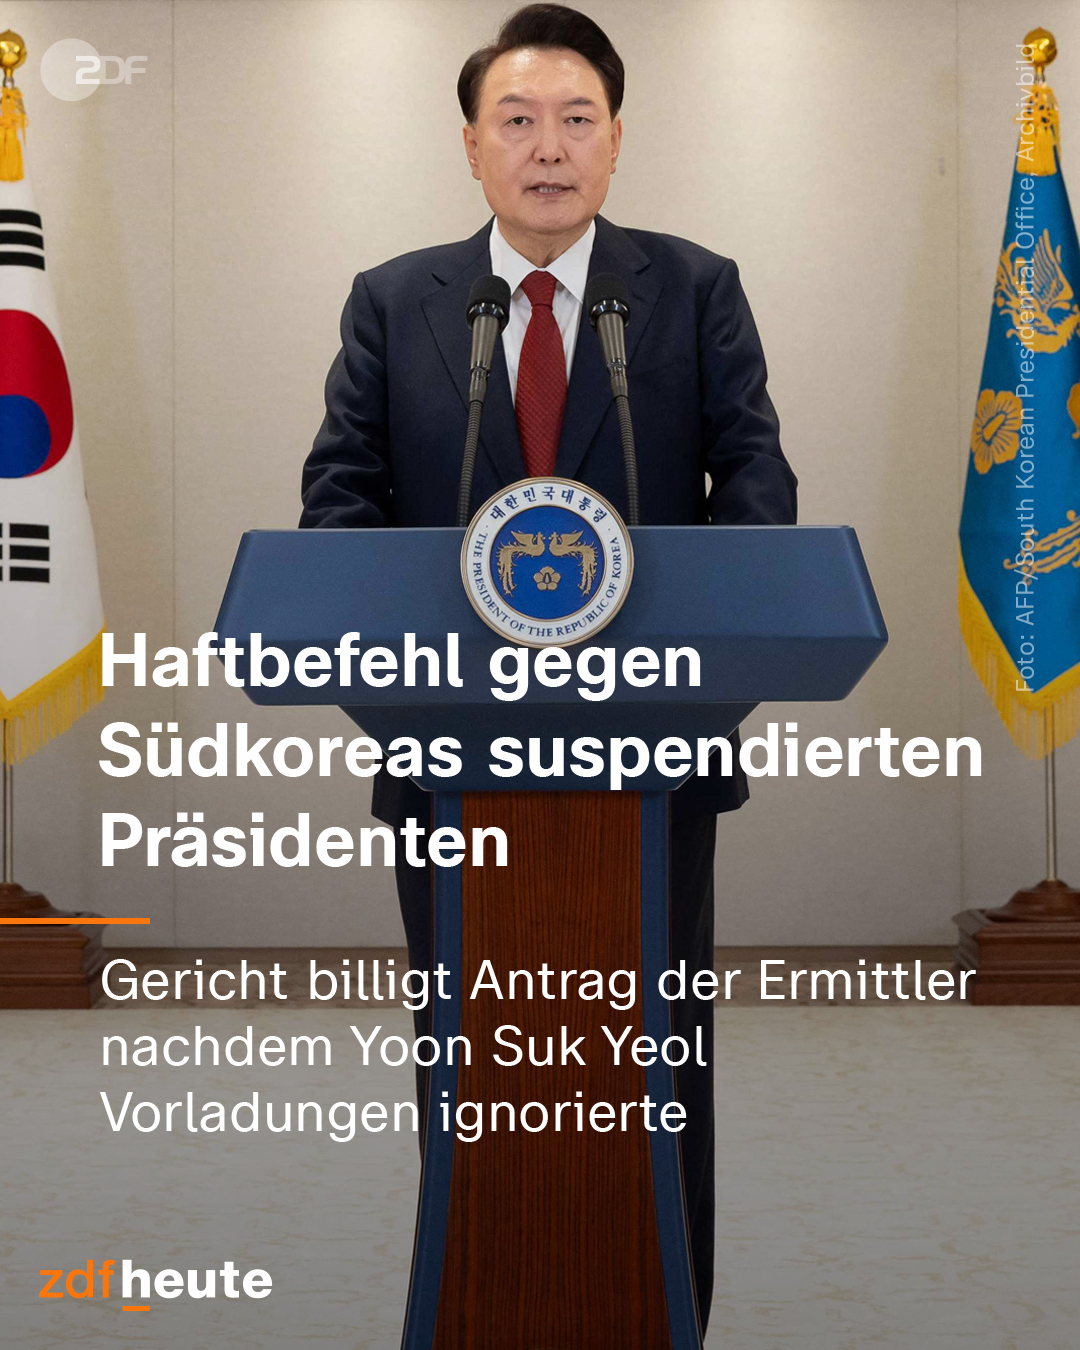 ZDF
Foto: AFP/South Korean Presidential Office, Archivbild
대한민국대통령
THE PRESIDENT OF THE REPUBLIC OF KOREA
Haftbefehl gegen
Südkoreas suspendierten
Präsidenten
Gericht billigt Antrag der Ermittler
nachdem Yoon Suk Yeol
Vorladungen ignorierte
zdfheute